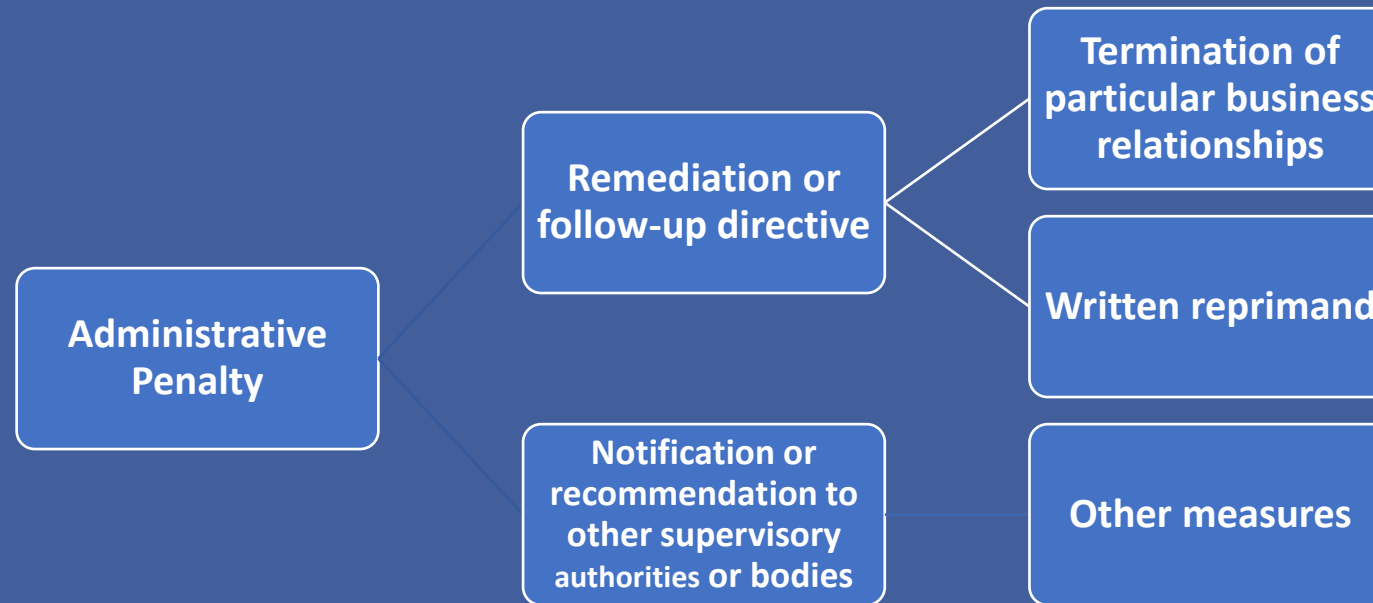 Administrative
Penalty
Remediation or
follow-up directive
Notification or
recommendation to
other supervisory
authorities or bodies
Termination of
particular business
relationships
Written reprimand
Other measures